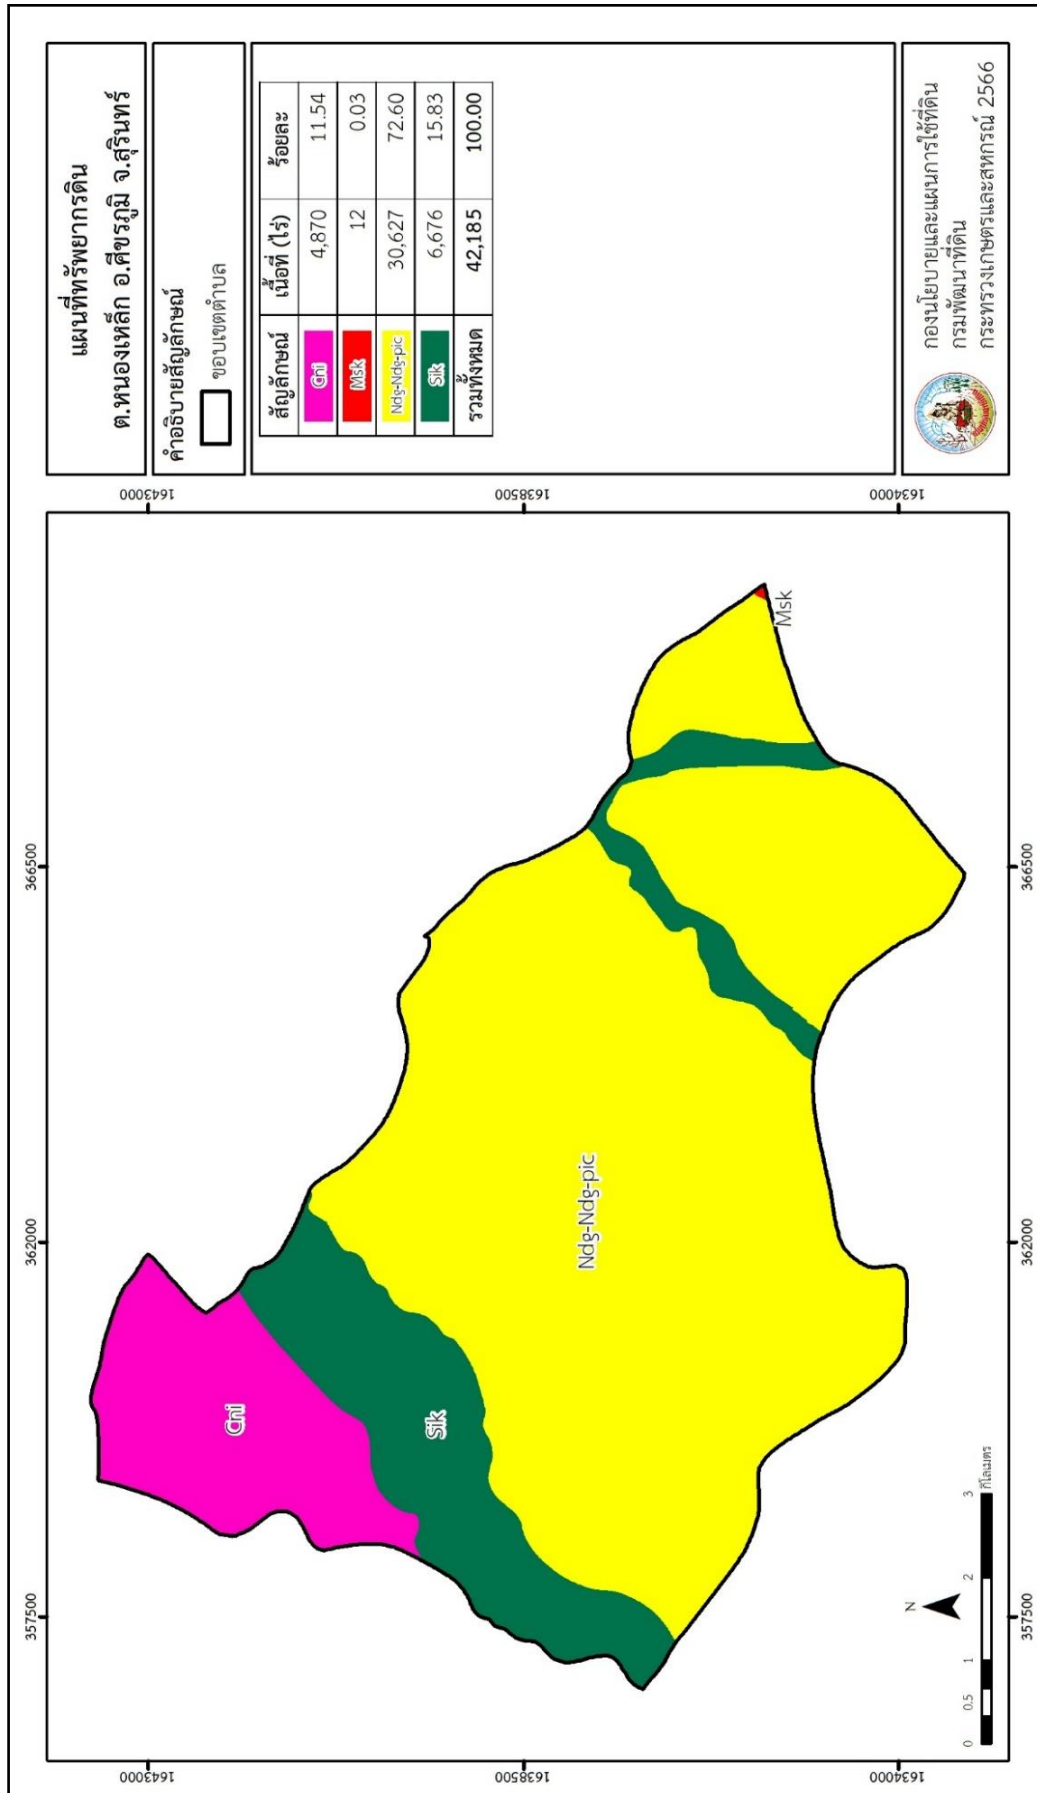 แผนที่ทรัพยากรดิน
ต.หนองเหล็ก อ.ศีขรภูมิ จ.สุรินทร์
คำอธิบายสัญลักษณ์
ขอบเขตตำบล
สัญลักษณ์ เนื้อที่ (ไร่) ร้อยละ
Cni 4,870 11.54
Msk 12 0.03
Ndg-Ndg-pic 30,627 72.60
Sik 6,676 15.83
รวมทั้งหมด 42,185 100.00
กองนโยบายและแผนการใช้ที่ดิน
กรมพัฒนาที่ดิน
กระทรวงเกษตรและสหกรณ์ 2566
357500 362000 366500
1643000 1643000
1638500 1638500
1634000 1634000
357500 362000 366500
Cni
Sik
Ndg-Ndg-pic
Msk
N
0 0.5 1 2 3
กิโลเมตร